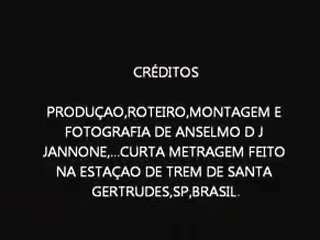 CRÉDITOS
PRODUÇAO,ROTEIRO,MONTAGEM E
FOTOGRAFIA DE ANSELMO D J
JANNONE,...CURTA METRAGEM FEITO
NA ESTAÇAO DE TREM DE SANTA
GERTRUDES,SP,BRASIL.